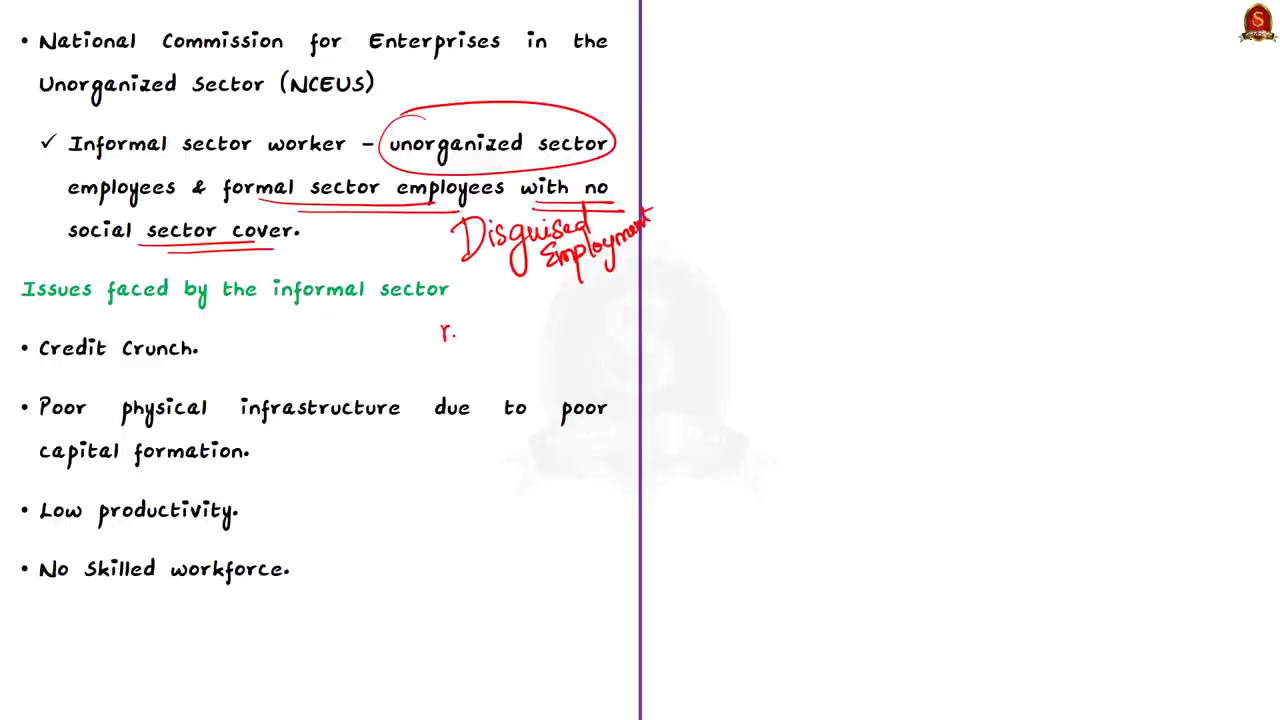 • National Commission for Enterprises in the
Unorganized Sector (NCEUS)
✓ Informal sector worker – unorganized sector
employees & formal sector employees with no
social sector cover.
Disguised
Employment
Issues faced by the informal sector
r.
• Credit Crunch.
• Poor physical infrastructure due to poor
capital formation.
• Low productivity.
• No Skilled workforce.
S